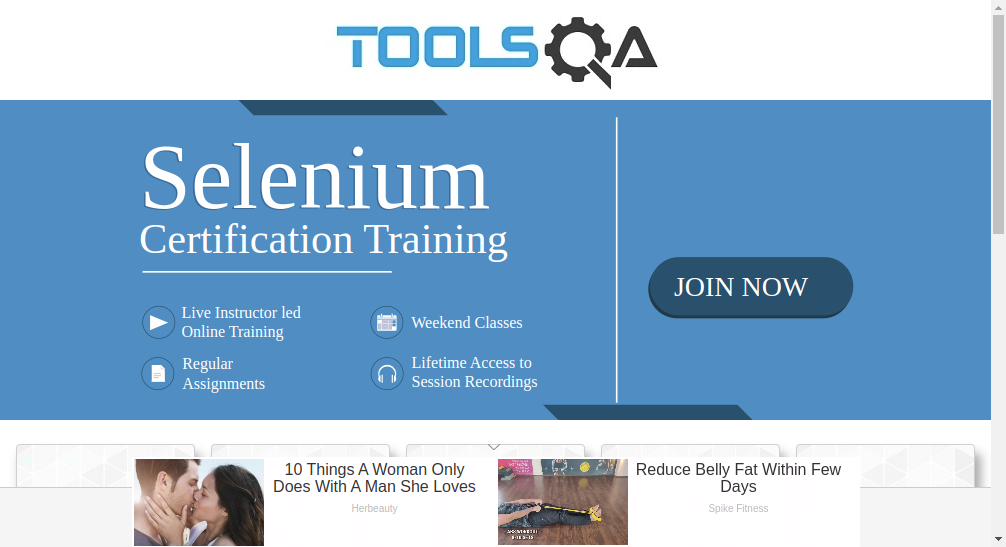 TOOLSQA
Selenium
Certification Training
Live Instructor led
Online Training
Weekend Classes
Regular
Assignments
Lifetime Access to
Session Recordings
JOIN NOW
10 Things A Woman Only
Does With A Man She Loves
Herbeauty
Reduce Belly Fat Within Few
Days
Spike Fitness